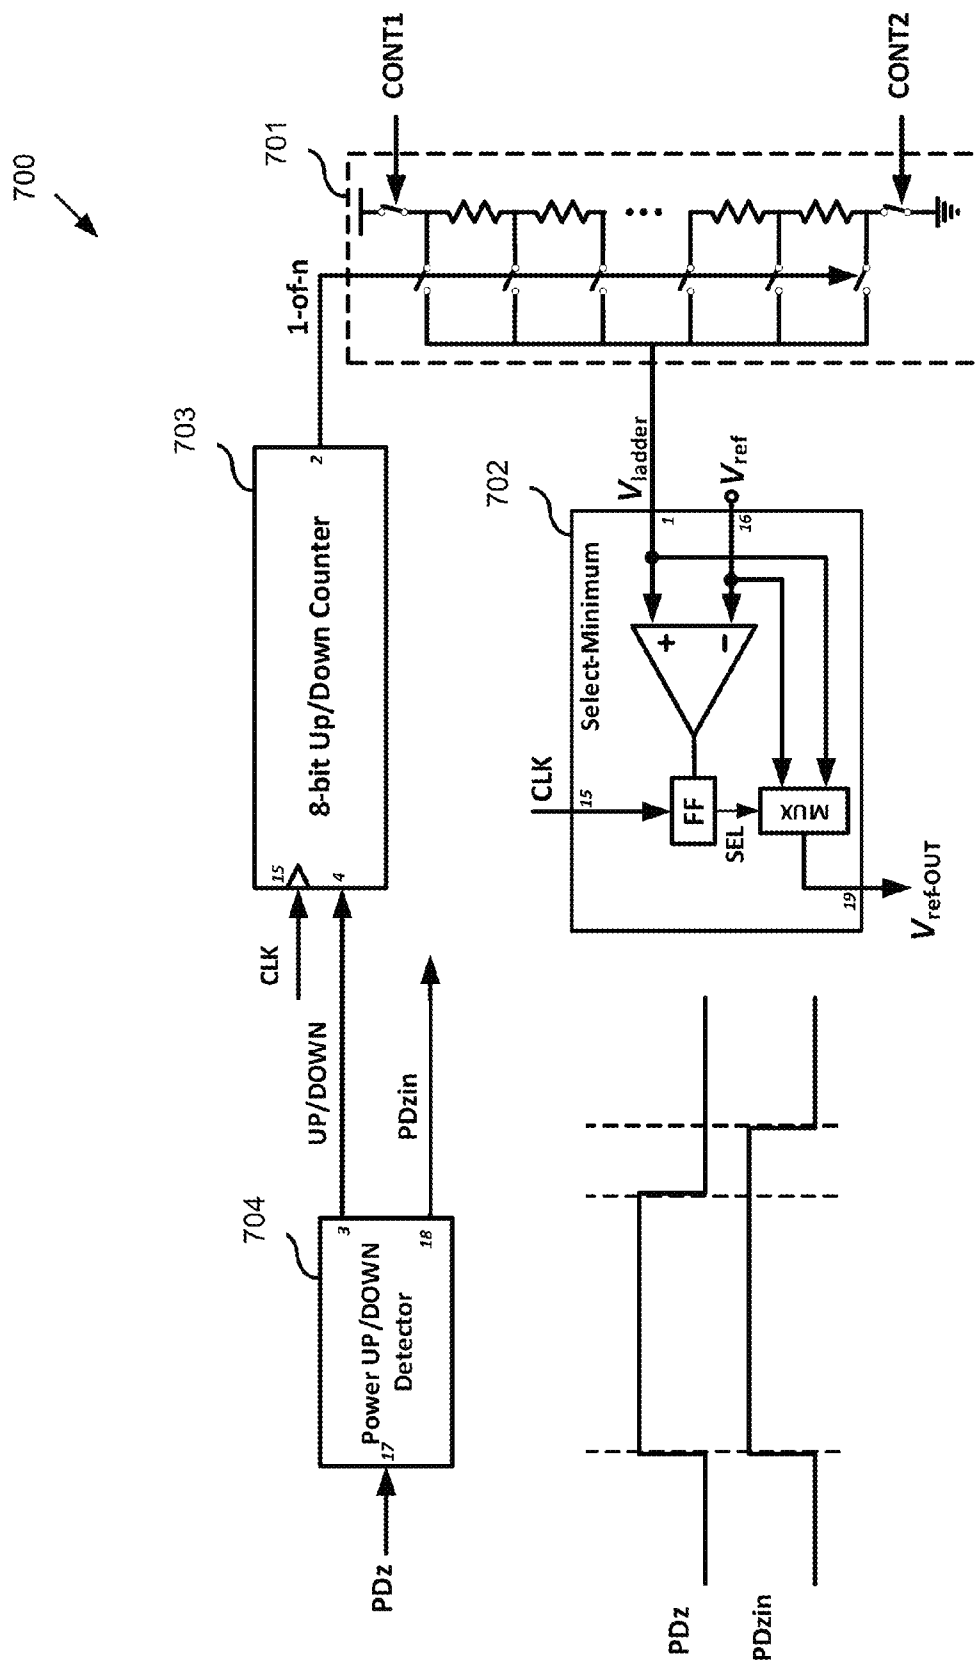 700
704
PDz
17
Power UP/DOWN
Detector
3
18
UP/DOWN
PDzin
703
CLK
15
4
8-bit Up/Down Counter
2
1-of-n
701
CONT1
CONT2
702
Select-Minimum
CLK
15
FF
SEL
MUX
+
−
1
16
Vladder
Vref
19
Vref-OUT
PDz
PDzin